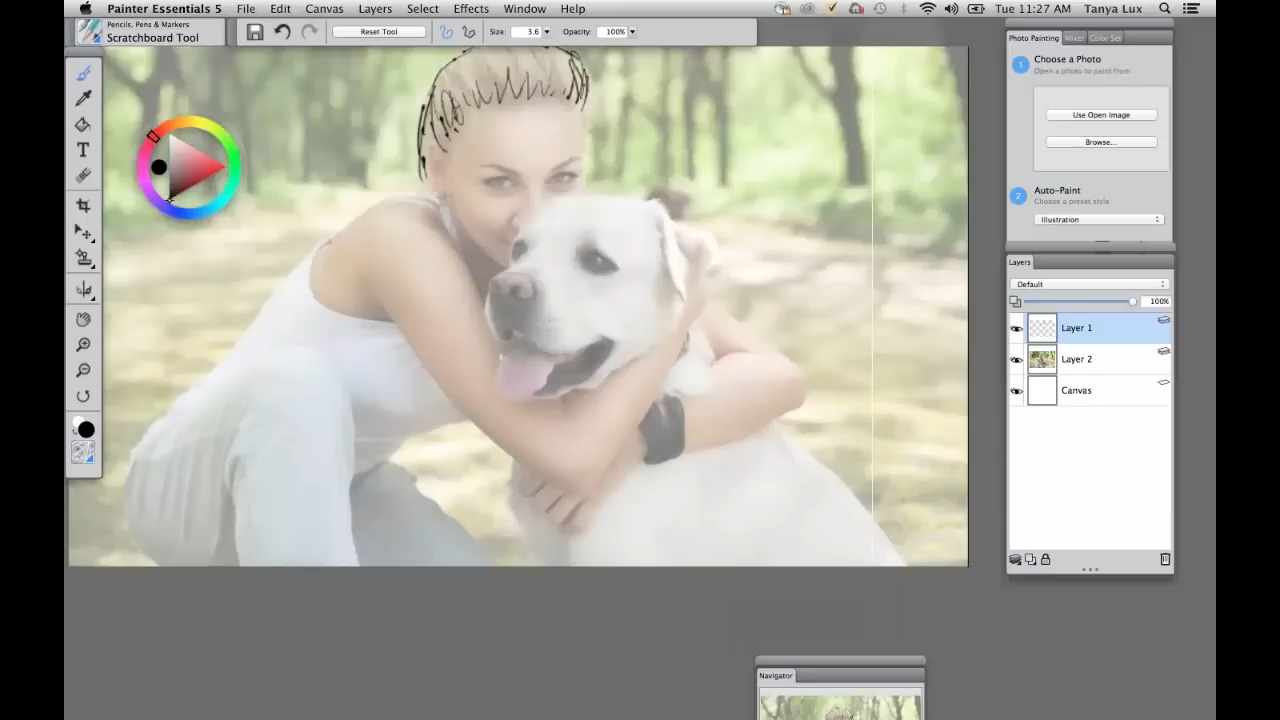 Painter Essentials 5 File Edit Canvas Layers Select Effects Window Help Tue 11:27 AM Tanya Lux
Pencils, Pens & Markers
Scratchboard Tool
Reset Tool Size: 3.6 Opacity: 100%
Photo Painting Mixer Color Set
1 Choose a Photo
Open a photo to paint from
Use Open Image
Browse...
2 Auto-Paint
Choose a preset style
Illustration
Layers
Default
100%
Layer 1
Layer 2
Canvas
T
Navigator